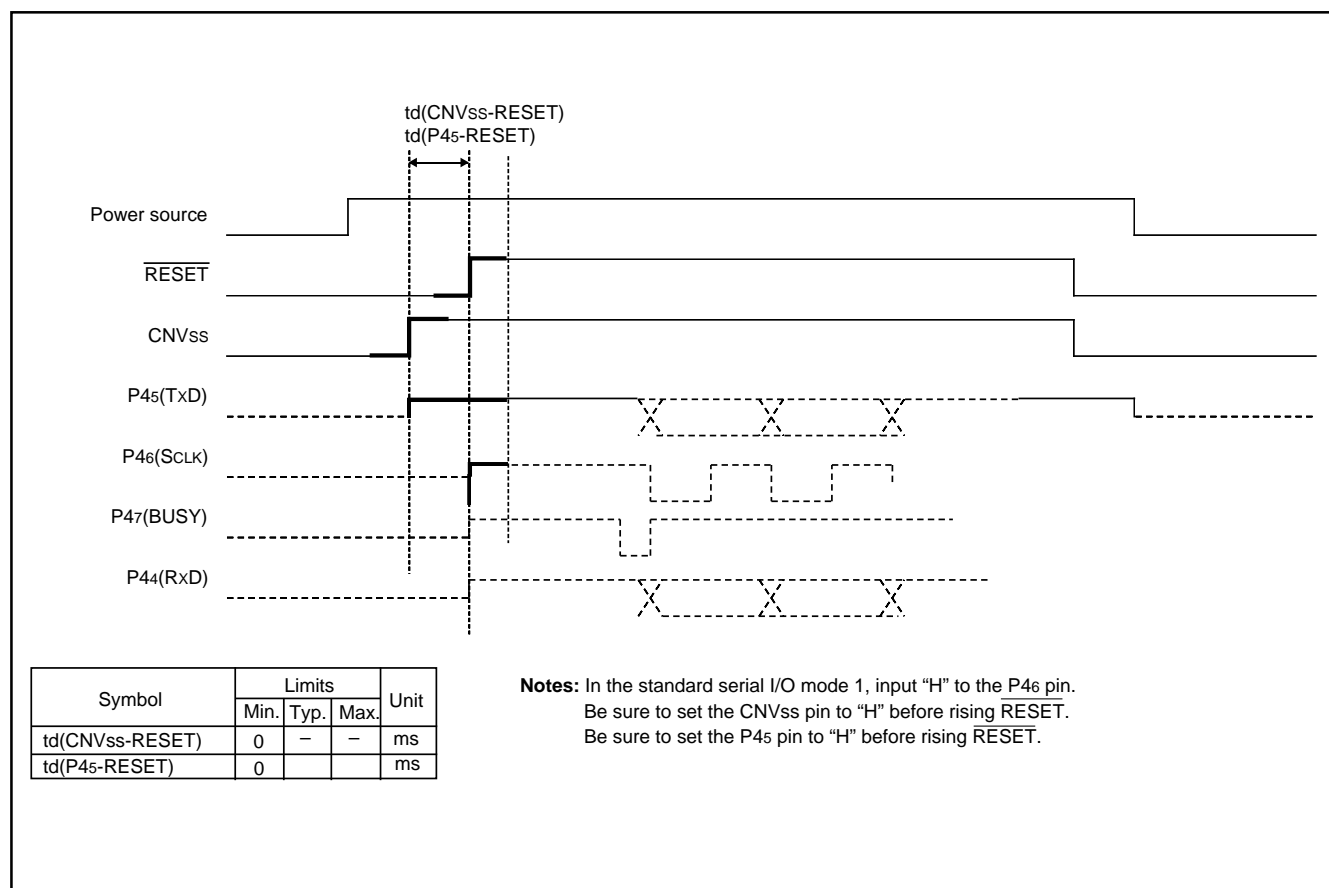 td(CNVss-RESET)
td(P45-RESET)
Power source
RESET
CNVss
P45(TxD)
P46(SCLK)
P47(BUSY)
P44(RxD)
Symbol Limits Unit
Min. Typ. Max.
td(CNVss-RESET) 0 – – ms
td(P45-RESET) 0 ms
Notes: In the standard serial I/O mode 1, input “H” to the P46 pin.
Be sure to set the CNVss pin to “H” before rising RESET.
Be sure to set the P45 pin to “H” before rising RESET.